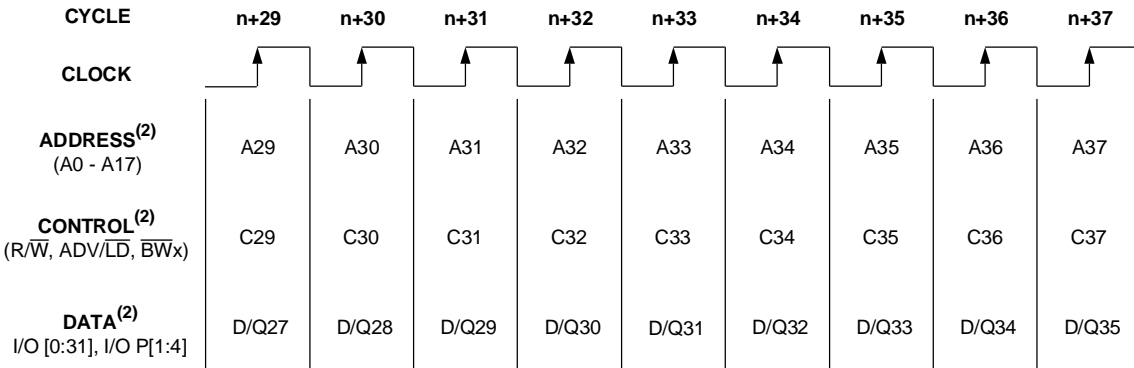 CYCLE n+29 n+30 n+31 n+32 n+33 n+34 n+35 n+36 n+37
CLOCK
ADDRESS(2)
(A0 - A17) A29 A30 A31 A32 A33 A34 A35 A36 A37
CONTROL(2)
(R/W̅, ADV/L̅D̅, B̅W̅x) C29 C30 C31 C32 C33 C34 C35 C36 C37
DATA(2)
I/O [0:31], I/O P[1:4] D/Q27 D/Q28 D/Q29 D/Q30 D/Q31 D/Q32 D/Q33 D/Q34 D/Q35